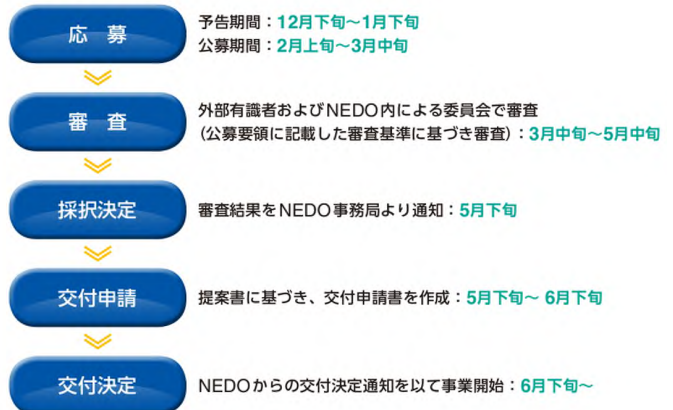 応 募
予告期間：12月下旬～1月下旬
公募期間：2月上旬～3月中旬
審 査
外部有識者およびNEDO内による委員会で審査
（公募要領に記載した審査基準に基づき審査）：3月中旬～5月中旬
採択決定
審査結果をNEDO事務局より通知：5月下旬
交付申請
提案書に基づき、交付申請書を作成：5月下旬～ 6月下旬
交付決定
NEDOからの交付決定通知を以て事業開始：6月下旬～